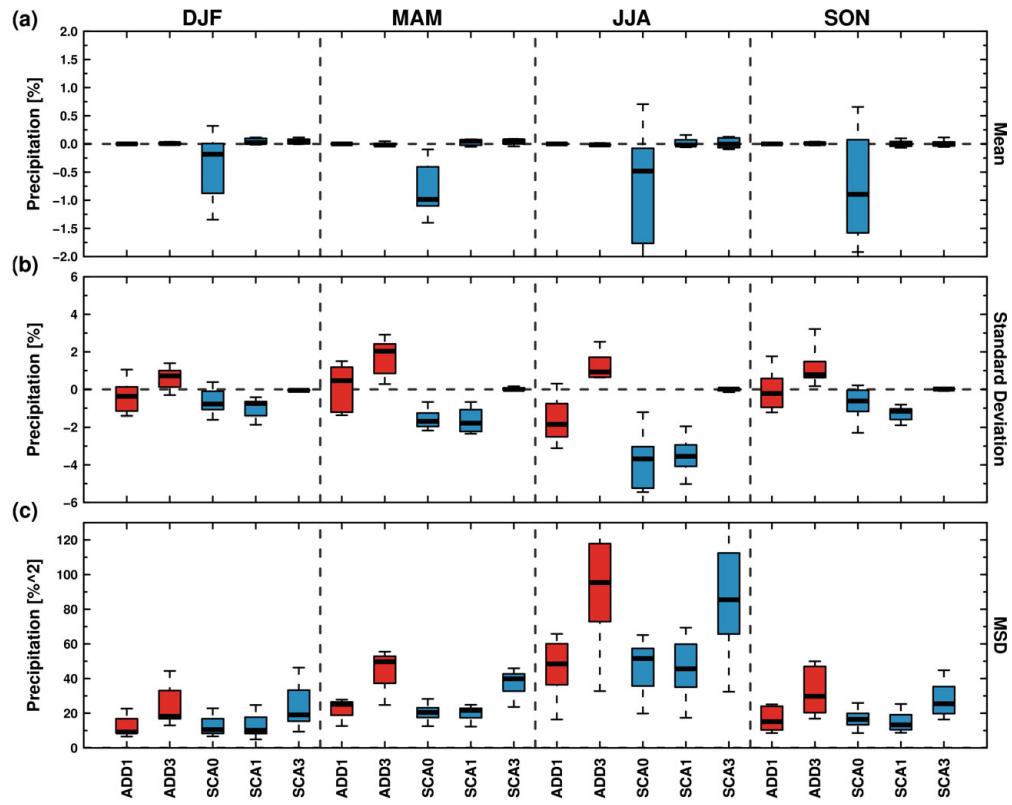 (a) DJF MAM JJA SON
2.0
1.5
1.0
0.5
0.0
−0.5
−1.0
−1.5
−2.0
Precipitation [%]
Mean
(b)
6
4
2
0
−2
−4
−6
Precipitation [%]
Standard Deviation
(c)
120
100
80
60
40
20
0
Precipitation [%^2]
MSD
ADD1 ADD3 SCA0 SCA1 SCA3 ADD1 ADD3 SCA0 SCA1 SCA3 ADD1 ADD3 SCA0 SCA1 SCA3 ADD1 ADD3 SCA0 SCA1 SCA3